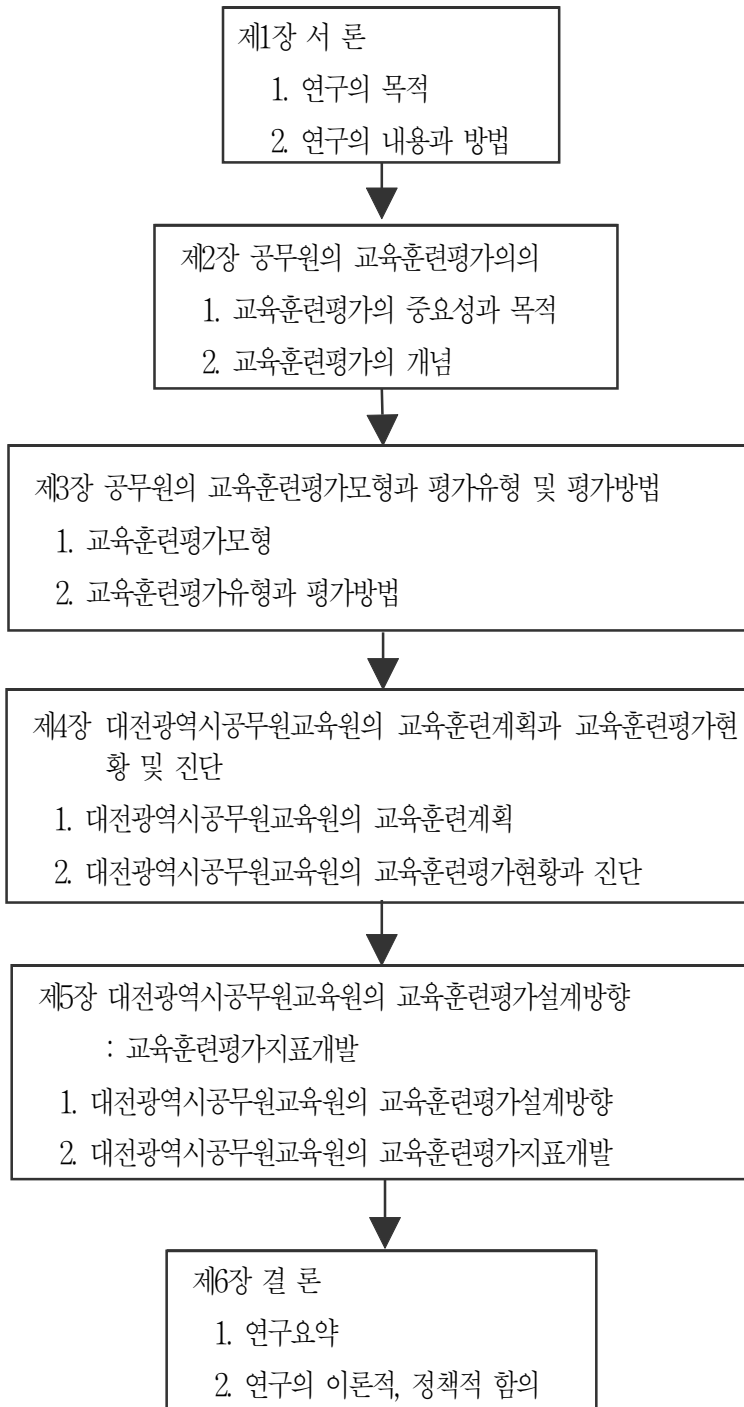 제1장 서 론
1. 연구의 목적
2. 연구의 내용과 방법
제2장 공무원의 교육훈련평가의의
1. 교육훈련평가의 중요성과 목적
2. 교육훈련평가의 개념
제3장 공무원의 교육훈련평가모형과 평가유형 및 평가방법
1. 교육훈련평가모형
2. 교육훈련평가유형과 평가방법
제4장 대전광역시공무원교육원의 교육훈련계획과 교육훈련평가현
황 및 진단
1. 대전광역시공무원교육원의 교육훈련계획
2. 대전광역시공무원교육원의 교육훈련평가현황과 진단
제5장 대전광역시공무원교육원의 교육훈련평가설계방향
: 교육훈련평가지표개발
1. 대전광역시공무원교육원의 교육훈련평가설계방향
2. 대전광역시공무원교육원의 교육훈련평가지표개발
제6장 결 론
1. 연구요약
2. 연구의 이론적, 정책적 함의